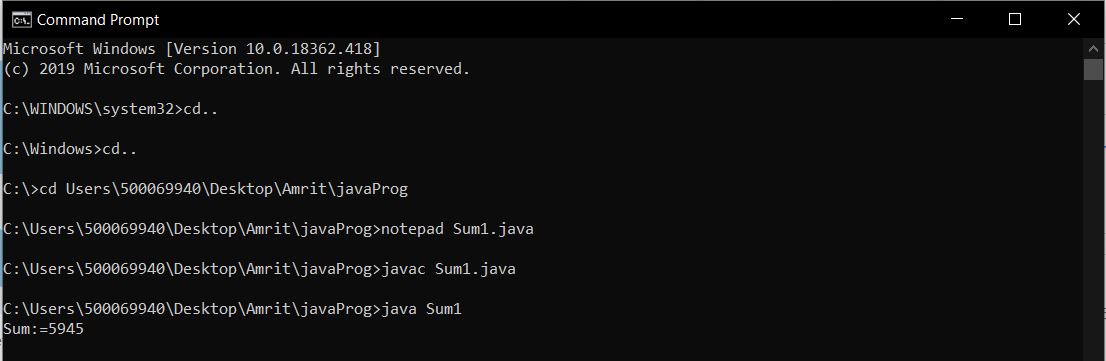 Command Prompt
Microsoft Windows [Version 10.0.18362.418]
(c) 2019 Microsoft Corporation. All rights reserved.
C:\WINDOWS\system32>cd..
C:\Windows>cd..
C:\>cd Users\500069940\Desktop\Amrit\javaProg
C:\Users\500069940\Desktop\Amrit\javaProg>notepad Sum1.java
C:\Users\500069940\Desktop\Amrit\javaProg>javac Sum1.java
C:\Users\500069940\Desktop\Amrit\javaProg>java Sum1
Sum:=5945